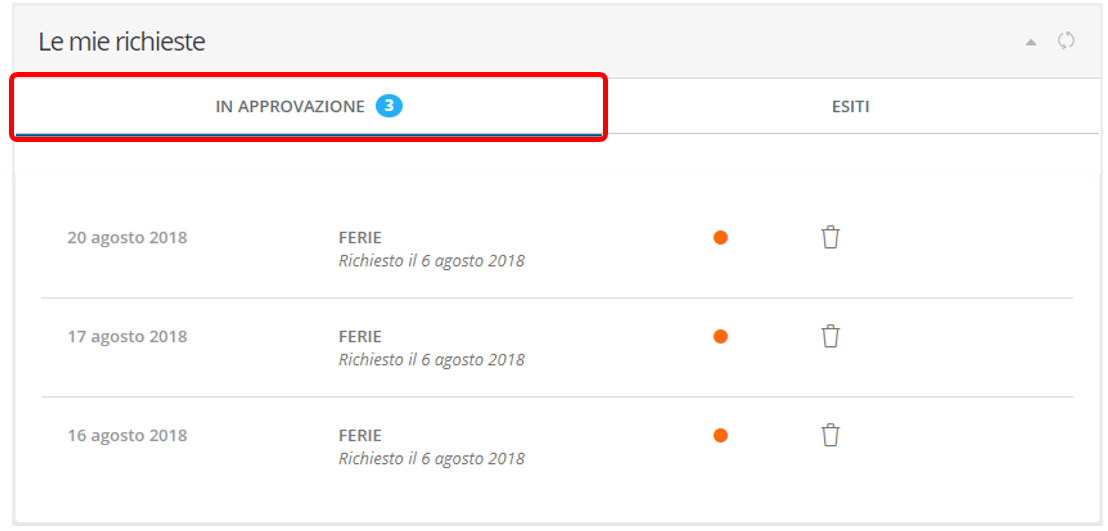 Le mie richieste
IN APPROVAZIONE 3
ESITI
20 agosto 2018
FERIE
Richiesto il 6 agosto 2018
17 agosto 2018
FERIE
Richiesto il 6 agosto 2018
16 agosto 2018
FERIE
Richiesto il 6 agosto 2018